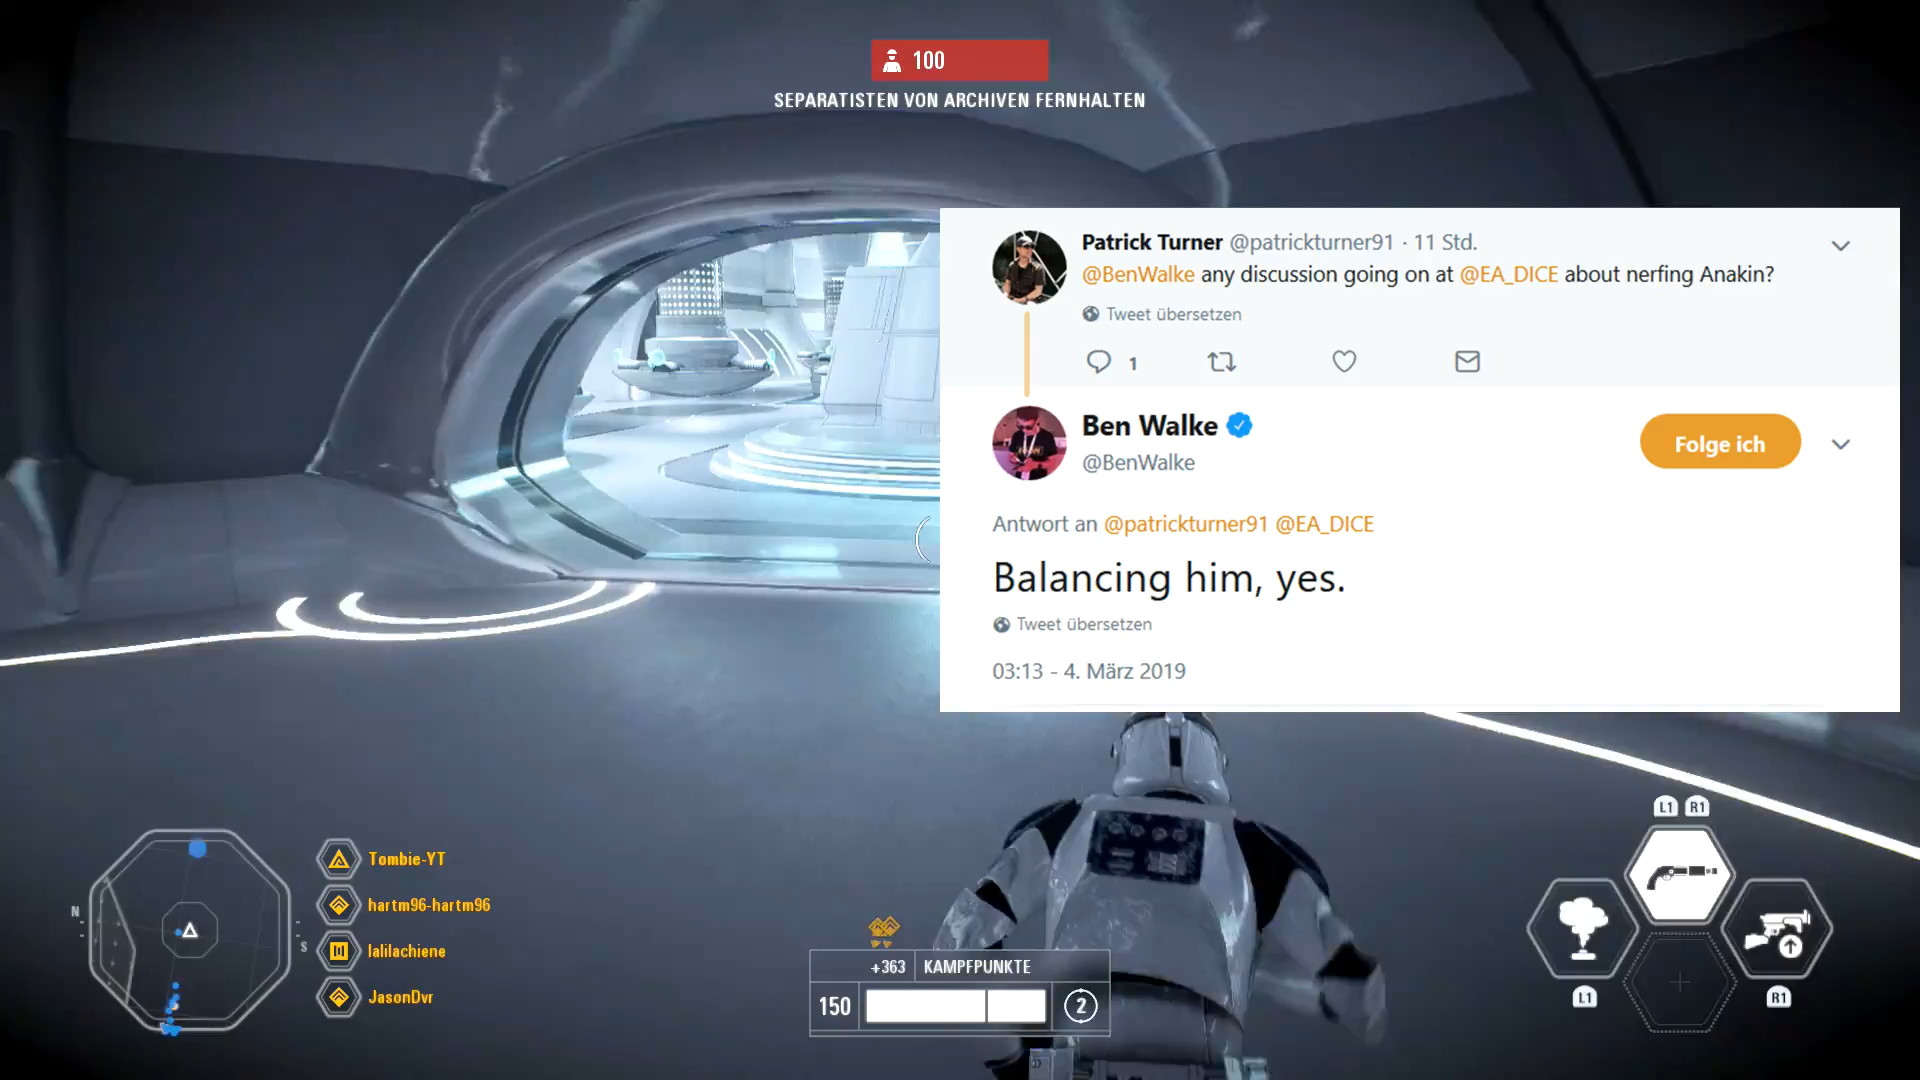 100
SEPARATISTEN VON ARCHIVEN FERNHALTEN
Patrick Turner @patrickturner91 · 11 Std.
@BenWalke any discussion going on at @EA_DICE about nerfing Anakin?
Tweet übersetzen
1
Ben Walke
@BenWalke
Folge ich
Antwort an @patrickturner91 @EA_DICE
Balancing him, yes.
Tweet übersetzen
03:13 - 4. März 2019
L1 R1
N
S
Tombie-YT
hartm96-hartm96
lalilachiene
JasonDvr
+363 KAMPFPUNKTE
150
2
L1
R1